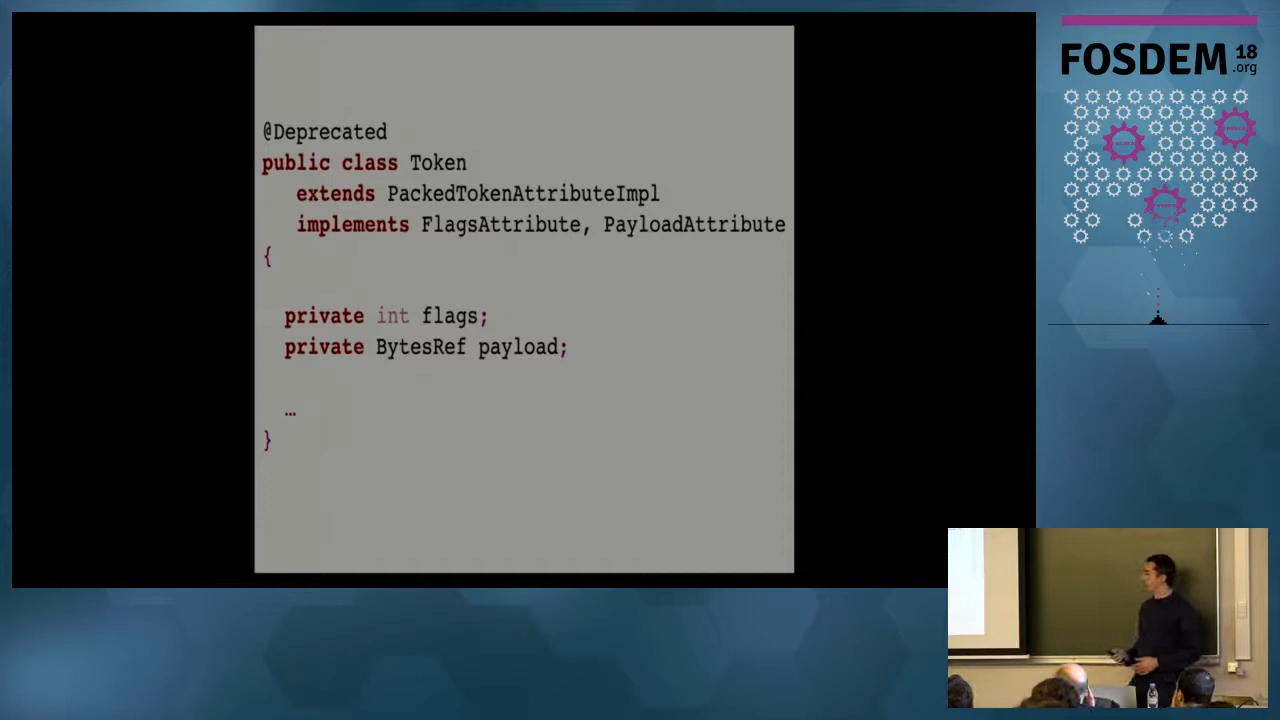 @Deprecated
public class Token
extends PackedTokenAttributeImpl
implements FlagsAttribute, PayloadAttribute
{
private int flags;
private BytesRef payload;
…
}
FOSDEM 18
.org